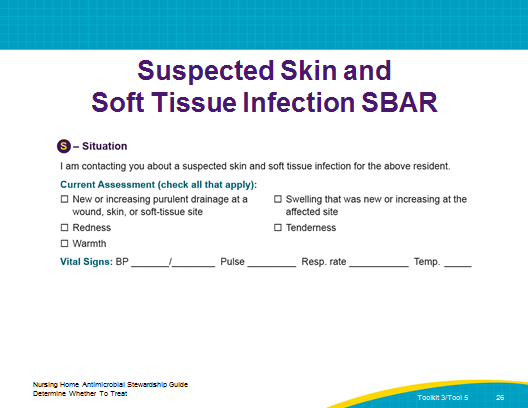 Suspected Skin and
Soft Tissue Infection SBAR
S – Situation
I am contacting you about a suspected skin and soft tissue infection for the above resident.
Current Assessment (check all that apply):
☐ New or increasing purulent drainage at a
wound, skin, or soft-tissue site
☐ Redness
☐ Warmth
☐ Swelling that was new or increasing at the
affected site
☐ Tenderness
Vital Signs: BP _______/________ Pulse _________ Resp. rate ___________ Temp. _____
Nursing Home Antimicrobial Stewardship Guide
Determine Whether To Treat
Toolkit 3/Tool 5
26